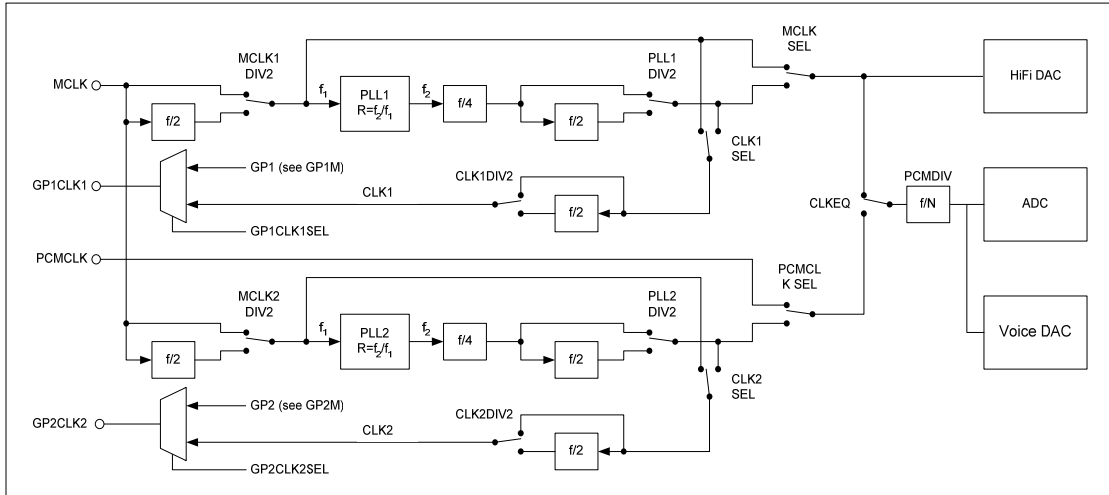 MCLK
MCLK1
DIV2
f/2
f1
PLL1
R=f2/f1
f2
f/4
f/2
PLL1
DIV2
MCLK
SEL
HiFi DAC
CLK1
SEL
GP1CLK1
GP1 (see GP1M)
CLK1
CLK1DIV2
f/2
GP1CLK1SEL
CLKEQ
PCMDIV
f/N
ADC
PCMCLK
MCLK2
DIV2
f/2
f1
PLL2
R=f2/f1
f2
f/4
f/2
PLL2
DIV2
PCMCL
K SEL
Voice DAC
CLK2
SEL
GP2CLK2
GP2 (see GP2M)
CLK2
CLK2DIV2
f/2
GP2CLK2SEL